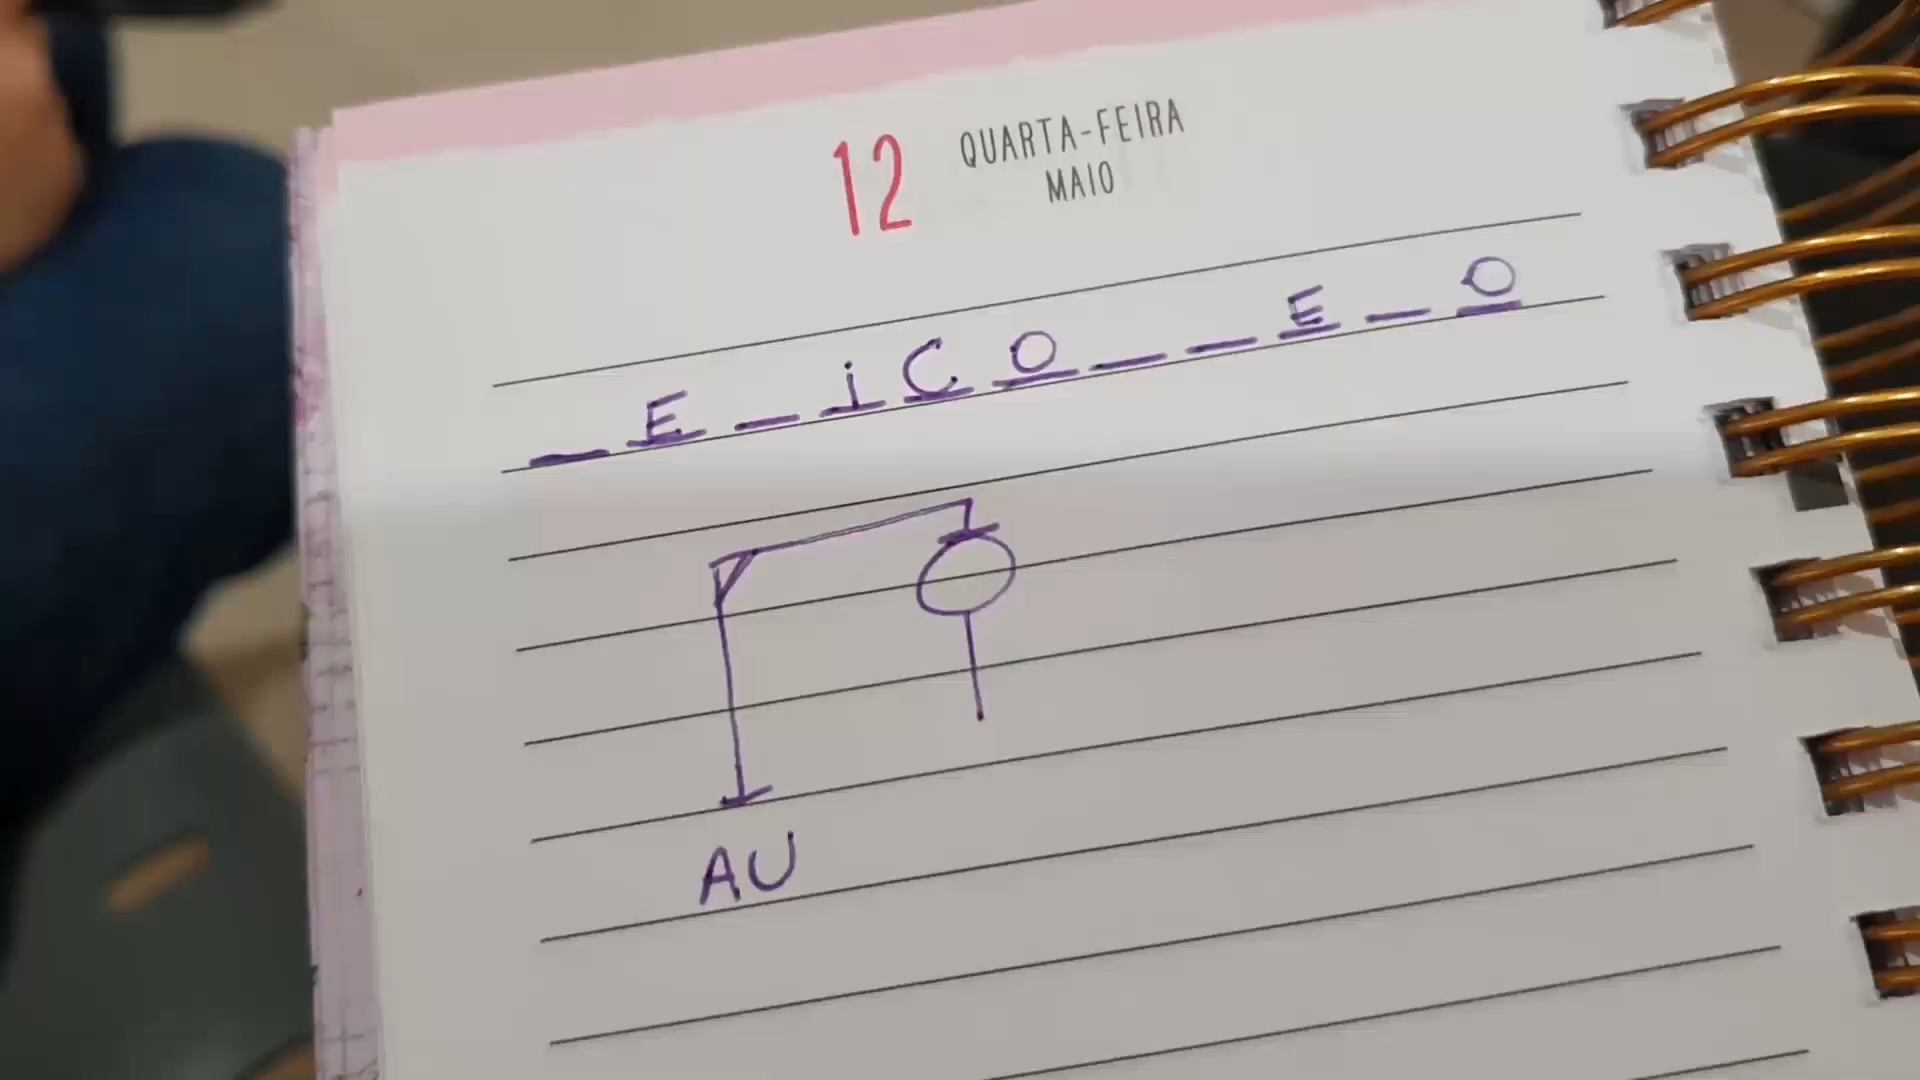 12 QUARTA-FEIRA
MAIO
_ E _ i C O _ _ E _ O
AU